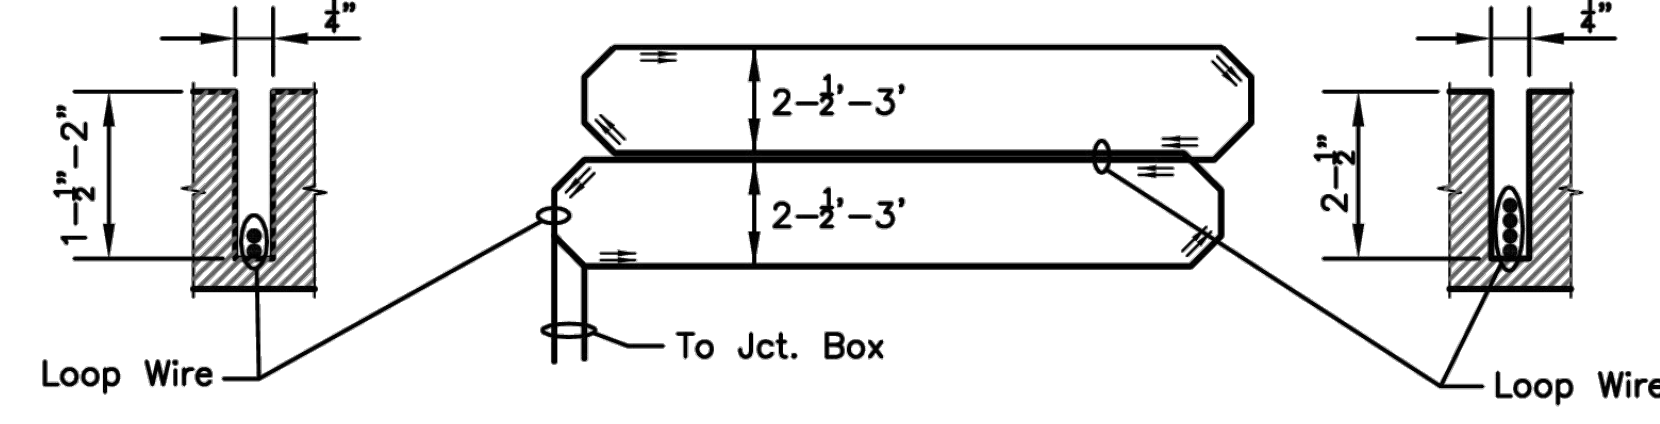 1/4"
1-1/2"-2"
Loop Wire
2-1/2'-3'
2-1/2'-3'
To Jct. Box
1/4"
2-1/2"
Loop Wire